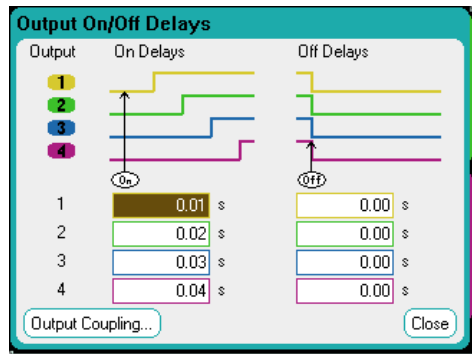 Output On/Off Delays
Output On Delays Off Delays
1
2
3
4
On Off
1 0.01 s 0.00 s
2 0.02 s 0.00 s
3 0.03 s 0.00 s
4 0.04 s 0.00 s
Output Coupling... Close